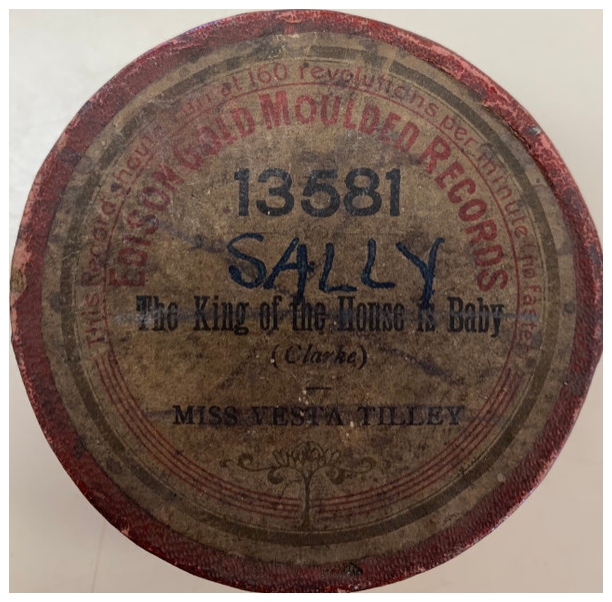 This Record should run at 160 revolutions per minute (no Faster
EDISON GOLD MOULDED RECORDS
13581
SALLY
The King of the House is Baby
(Clarke)
MISS VESTA TILLEY